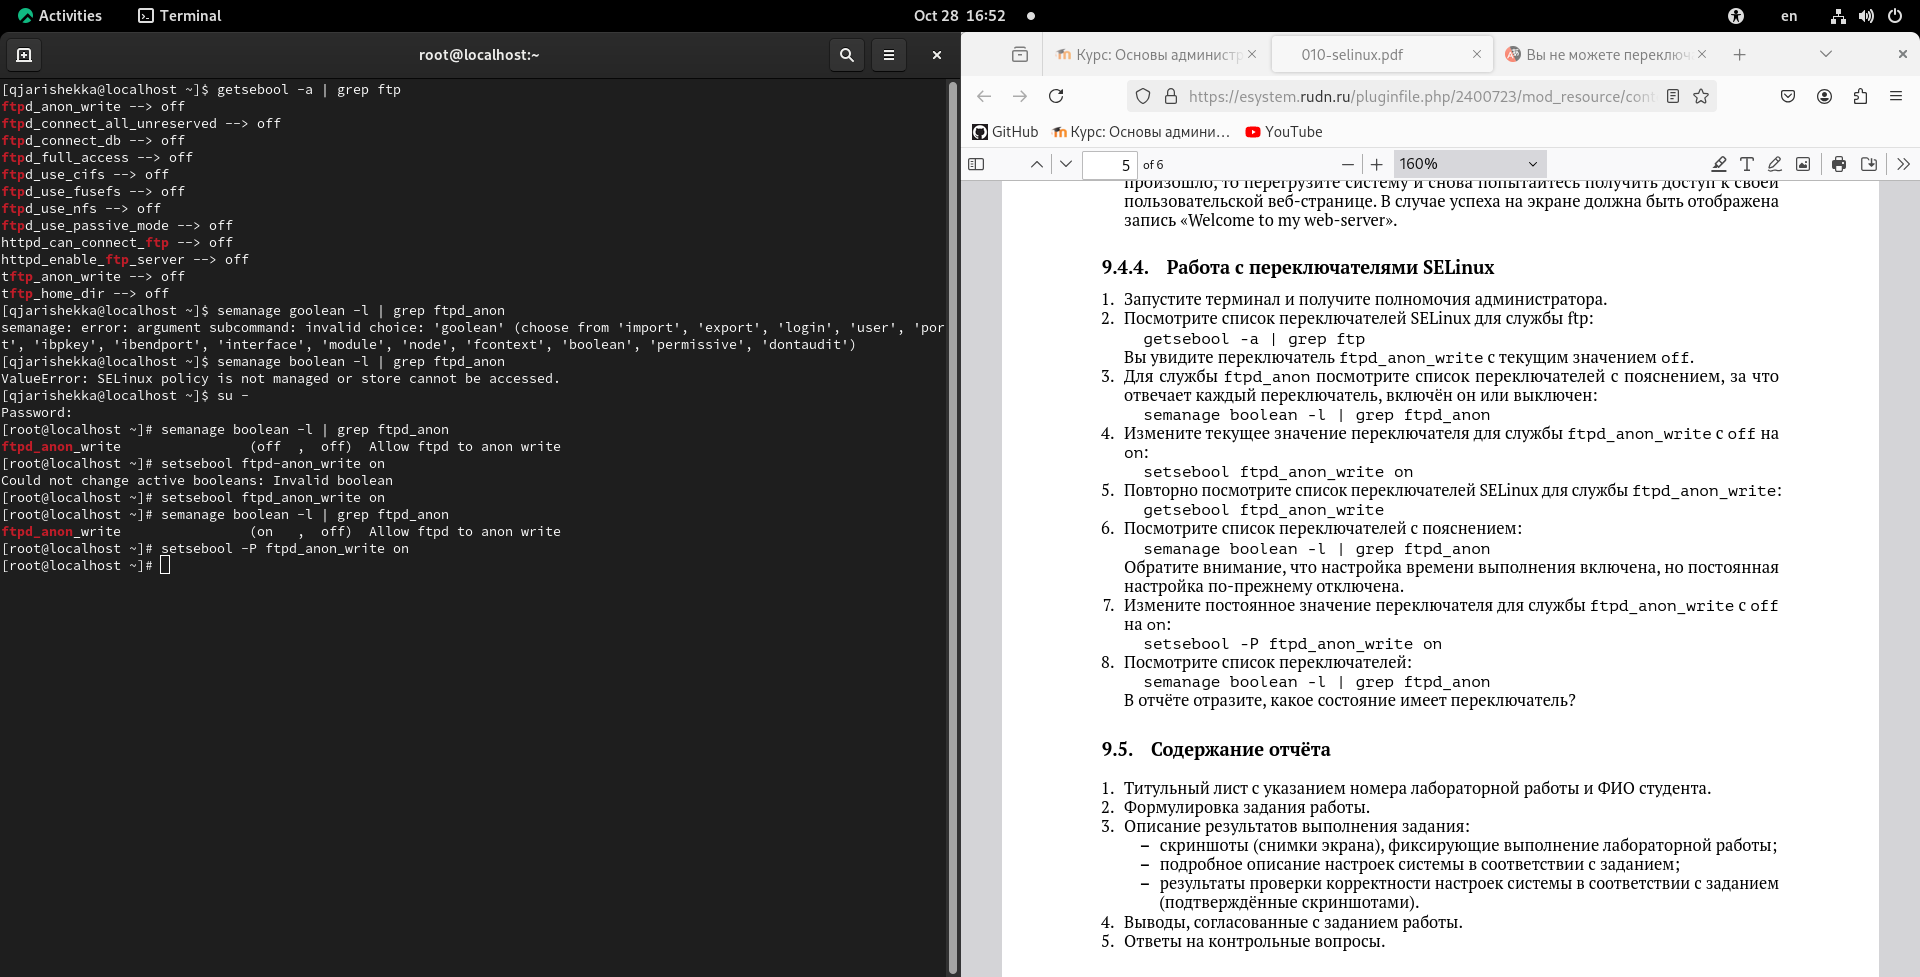 Activities Terminal Oct 28 16:52 en
root@localhost:~
[qjarishekka@localhost ~]$ getsebool -a | grep ftp
ftpd_anon_write --> off
ftpd_connect_all_unreserved --> off
ftpd_connect_db --> off
ftpd_full_access --> off
ftpd_use_cifs --> off
ftpd_use_fusefs --> off
ftpd_use_nfs --> off
ftpd_use_passive_mode --> off
httpd_can_connect_ftp --> off
httpd_enable_ftp_server --> off
tftp_anon_write --> off
tftp_home_dir --> off
[qjarishekka@localhost ~]$ semanage goolean -l | grep ftpd_anon
semanage: error: argument subcommand: invalid choice: 'goolean' (choose from 'import', 'export', 'login', 'user', 'por
t', 'ibpkey', 'ibendport', 'interface', 'module', 'node', 'fcontext', 'boolean', 'permissive', 'dontaudit')
[qjarishekka@localhost ~]$ semanage boolean -l | grep ftpd_anon
ValueError: SELinux policy is not managed or store cannot be accessed.
[qjarishekka@localhost ~]$ su -
Password:
[root@localhost ~]# semanage boolean -l | grep ftpd_anon
ftpd_anon_write                (off  ,  off)  Allow ftpd to anon write
[root@localhost ~]# setsebool ftpd-anon_write on
Could not change active booleans: Invalid boolean
[root@localhost ~]# setsebool ftpd_anon_write on
[root@localhost ~]# semanage boolean -l | grep ftpd_anon
ftpd_anon_write                (on   ,  off)  Allow ftpd to anon write
[root@localhost ~]# setsebool -P ftpd_anon_write on
[root@localhost ~]#
Курс: Основы администр 010-selinux.pdf Вы не можете переключ
https://esystem.rudn.ru/pluginfile.php/2400723/mod_resource/cont
GitHub Курс: Основы админи… YouTube
5 of 6 160%
произошло, то перегрузите систему и снова попытайтесь получить доступ к своей
пользовательской веб-странице. В случае успеха на экране должна быть отображена
запись «Welcome to my web-server».
9.4.4. Работа с переключателями SELinux
1. Запустите терминал и получите полномочия администратора.
2. Посмотрите список переключателей SELinux для службы ftp:
getsebool -a | grep ftp
Вы увидите переключатель ftpd_anon_write с текущим значением off.
3. Для службы ftpd_anon посмотрите список переключателей с пояснением, за что
отвечает каждый переключатель, включён он или выключен:
semanage boolean -l | grep ftpd_anon
4. Измените текущее значение переключателя для службы ftpd_anon_write с off на
on:
setsebool ftpd_anon_write on
5. Повторно посмотрите список переключателей SELinux для службы ftpd_anon_write:
getsebool ftpd_anon_write
6. Посмотрите список переключателей с пояснением:
semanage boolean -l | grep ftpd_anon
Обратите внимание, что настройка времени выполнения включена, но постоянная
настройка по-прежнему отключена.
7. Измените постоянное значение переключателя для службы ftpd_anon_write с off
на on:
setsebool -P ftpd_anon_write on
8. Посмотрите список переключателей:
semanage boolean -l | grep ftpd_anon
В отчёте отразите, какое состояние имеет переключатель?
9.5. Содержание отчёта
1. Титульный лист с указанием номера лабораторной работы и ФИО студента.
2. Формулировка задания работы.
3. Описание результатов выполнения задания:
– скриншоты (снимки экрана), фиксирующие выполнение лабораторной работы;
– подробное описание настроек системы в соответствии с заданием;
– результаты проверки корректности настроек системы в соответствии с заданием
(подтверждённые скриншотами).
4. Выводы, согласованные с заданием работы.
5. Ответы на контрольные вопросы.